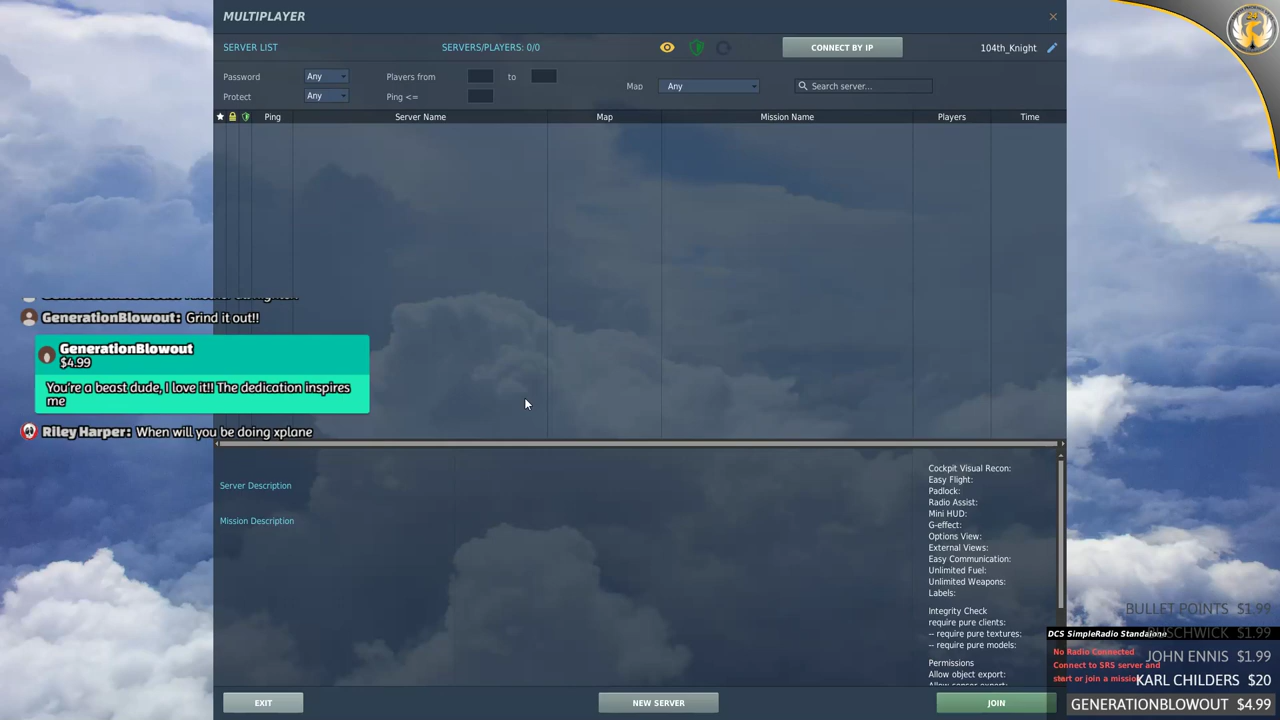 MULTIPLAYER
SERVER LIST
SERVERS/PLAYERS: 0/0
CONNECT BY IP
104th_Knight
Password
Any
Players from
to
Protect
Any
Ping <=
Map
Any
Search server...
Ping
Server Name
Map
Mission Name
Players
Time
GenerationBlowout: Grind it out!!
GenerationBlowout
$4.99
You're a beast dude, I love it!! The dedication inspires
me
Riley Harper: When will you be doing xplane
Server Description
Mission Description
Cockpit Visual Recon:
Easy Flight:
Padlock:
Radio Assist:
Mini HUD:
G-effect:
Options View:
External Views:
Easy Communication:
Unlimited Fuel:
Unlimited Weapons:
Labels:
Integrity Check
require pure clients:
-- require pure textures:
-- require pure models:
Permissions
Allow object export:
BULLET POINTS $1.99
$1.99
DCS SimpleRadio Standalone
No Radio Connected
Connect to SRS server and
start or join a mission
JOHN ENNIS $1.99
KARL CHILDERS $20
GENERATIONBLOWOUT $4.99
EXIT
NEW SERVER
JOIN